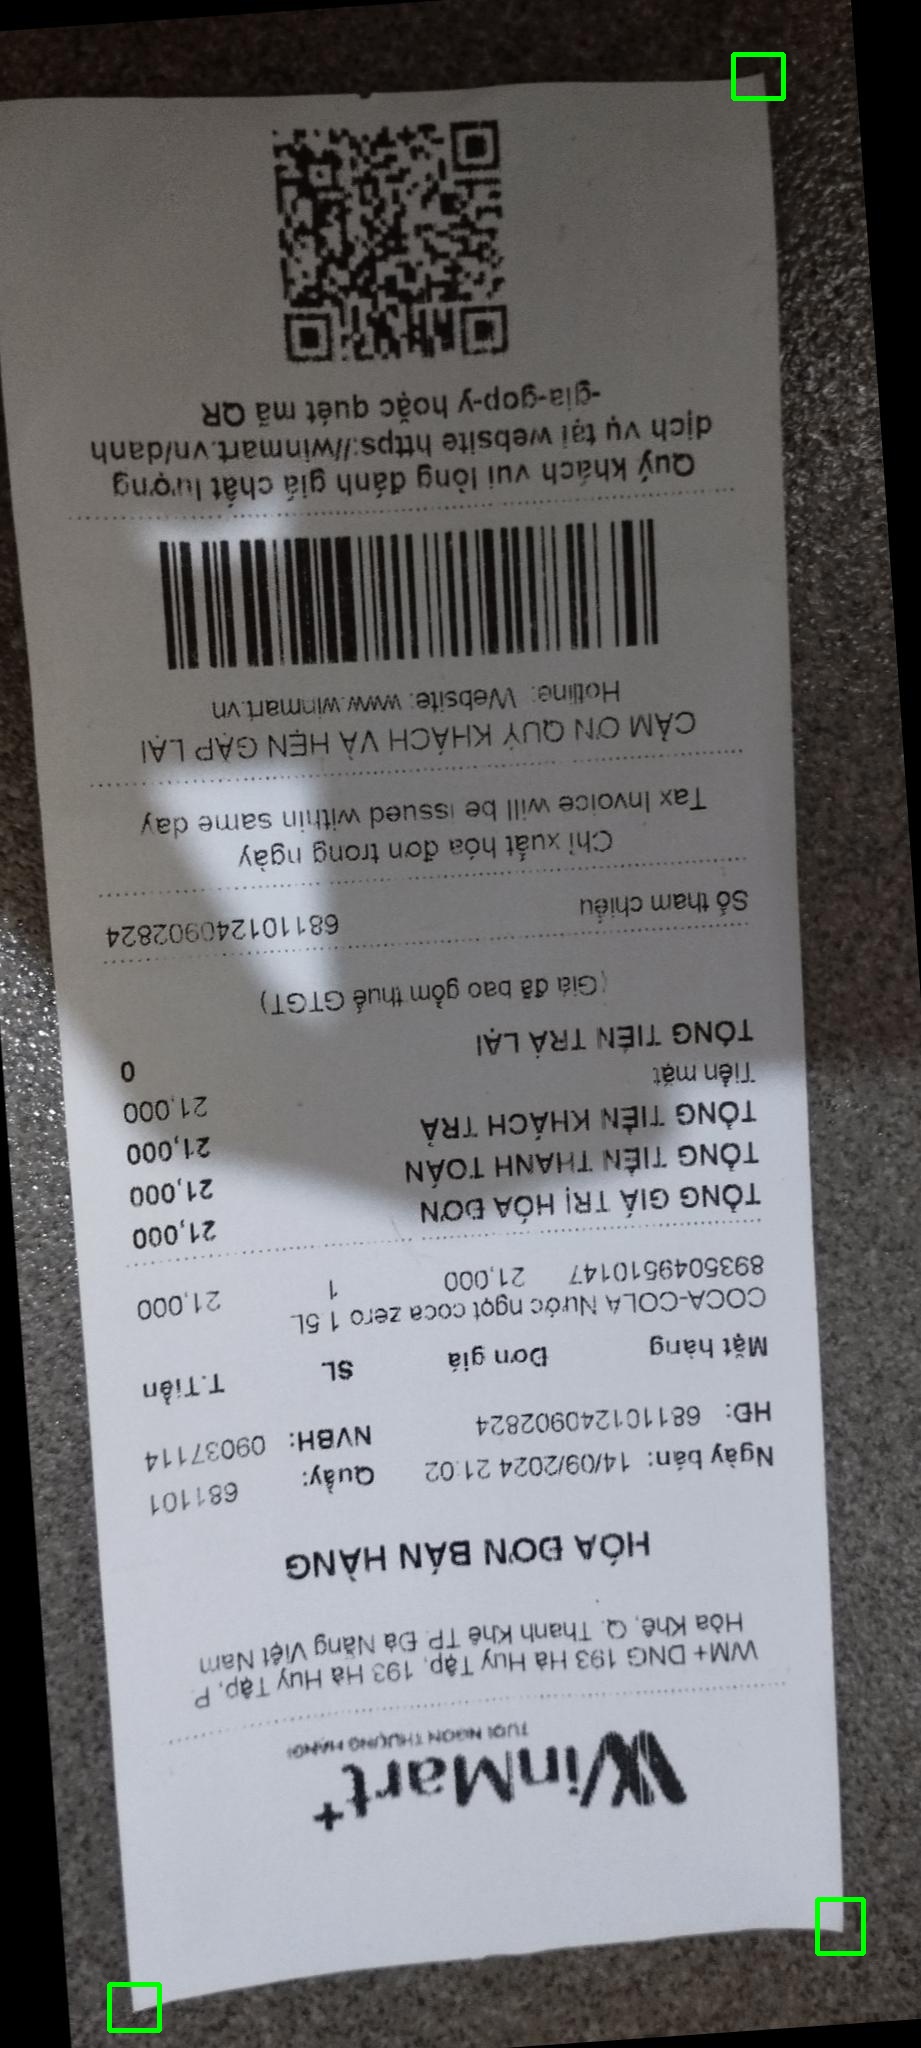 WinMart+
TƯƠI NGON THƯỢNG HẠNG!
WM+ DNG 193 Hà Huy Tập, 193 Hà Huy Tập, P.
Hòa Khê, Q. Thanh Khê TP. Đà Nẵng Việt Nam
HÓA ĐƠN BÁN HÀNG
Ngày bán: 14/09/2024 21:02 Quầy: 681101
HĐ: 681101240902824 NVBH: 09037114
Mặt hàng Đơn giá SL T.Tiền
COCA-COLA Nước ngọt coca zero 1.5L
8935049510147 21,000 1 21,000
TỔNG GIÁ TRỊ HÓA ĐƠN 21,000
TỔNG TIỀN THANH TOÁN 21,000
TỔNG TIỀN KHÁCH TRẢ 21,000
Tiền mặt 21,000
TỔNG TIỀN TRẢ LẠI 0
(Giá đã bao gồm thuế GTGT)
Số tham chiếu 681101240902824
Chỉ xuất hóa đơn trong ngày
Tax Invoice will be issued within same day
CẢM ƠN QUÝ KHÁCH VÀ HẸN GẶP LẠI
Hotline: Website: www.winmart.vn
Quý khách vui lòng đánh giá chất lượng
dịch vụ tại website https://winmart.vn/danh
-gia-gop-y hoặc quét mã QR